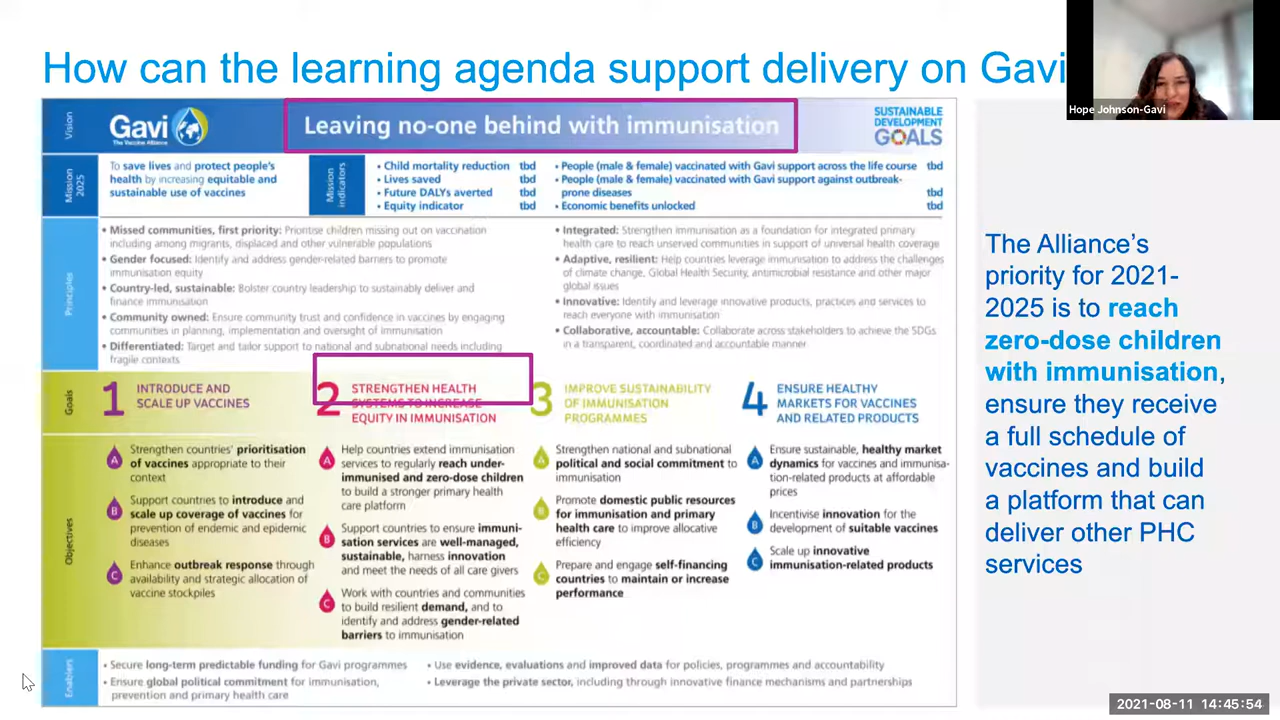 How can the learning agenda support delivery on Gavi
Hope Johnson-Gavi
Vision
Gavi
The Vaccine Alliance
Leaving no-one behind with immunisation
SUSTAINABLE
DEVELOPMENT
GOALS
Mission
2025
To save lives and protect people's
health by increasing equitable and
sustainable use of vaccines
Mission
indicators
• Child mortality reduction tbd
• Lives saved tbd
• Future DALYs averted tbd
• Equity indicator tbd
• People (male & female) vaccinated with Gavi support across the life course tbd
• People (male & female) vaccinated with Gavi support against outbreak-
prone diseases tbd
• Economic benefits unlocked tbd
Principles
• Missed communities, first priority: Prioritise children missing out on vaccination
including among migrants, displaced and other vulnerable populations
• Gender focused: Identify and address gender-related barriers to promote
immunisation equity
• Country-led, sustainable: Bolster country leadership to sustainably deliver and
finance immunisation
• Community owned: Ensure community trust and confidence in vaccines by engaging
communities in planning, implementation and oversight of immunisation
• Differentiated: Target and tailor support to national and subnational needs including
fragile contexts
• Integrated: Strengthen immunisation as a foundation for integrated primary
health care to reach unserved communities in support of universal health coverage
• Adaptive, resilient: Help countries leverage immunisation to address the challenges
of climate change, Global Health Security, antimicrobial resistance and other major
global issues
• Innovative: Identify and leverage innovative products, practices and services to
reach everyone with immunisation
• Collaborative, accountable: Collaborate across stakeholders to achieve the SDGs
in a transparent, coordinated and accountable manner
Goals
1 INTRODUCE AND
SCALE UP VACCINES
2 STRENGTHEN HEALTH
SYSTEMS TO INCREASE
EQUITY IN IMMUNISATION
3 IMPROVE SUSTAINABILITY
OF IMMUNISATION
PROGRAMMES
4 ENSURE HEALTHY
MARKETS FOR VACCINES
AND RELATED PRODUCTS
Objectives
A Strengthen countries' prioritisation
of vaccines appropriate to their
context
B Support countries to introduce and
scale up coverage of vaccines for
prevention of endemic and epidemic
diseases
C Enhance outbreak response through
availability and strategic allocation of
vaccine stockpiles
A Help countries extend immunisation
services to regularly reach under-
immunised and zero-dose children
to build a stronger primary health
care platform
B Support countries to ensure immuni-
sation services are well-managed,
sustainable, harness innovation
and meet the needs of all care givers
C Work with countries and communities
to build resilient demand, and to
identify and address gender-related
barriers to immunisation
A Strengthen national and subnational
political and social commitment to
immunisation
B Promote domestic public resources
for immunisation and primary
health care to improve allocative
efficiency
C Prepare and engage self-financing
countries to maintain or increase
performance
A Ensure sustainable, healthy market
dynamics for vaccines and immunisa-
tion-related products at affordable
prices
B Incentivise innovation for the
development of suitable vaccines
C Scale up innovative
immunisation-related products
Enablers
• Secure long-term predictable funding for Gavi programmes
• Ensure global political commitment for immunisation,
prevention and primary health care
• Use evidence, evaluations and improved data for policies, programmes and accountability
• Leverage the private sector, including through innovative finance mechanisms and partnerships
The Alliance's
priority for 2021-
2025 is to reach
zero-dose children
with immunisation,
ensure they receive
a full schedule of
vaccines and build
a platform that can
deliver other PHC
services
2021-08-11 14:45:54